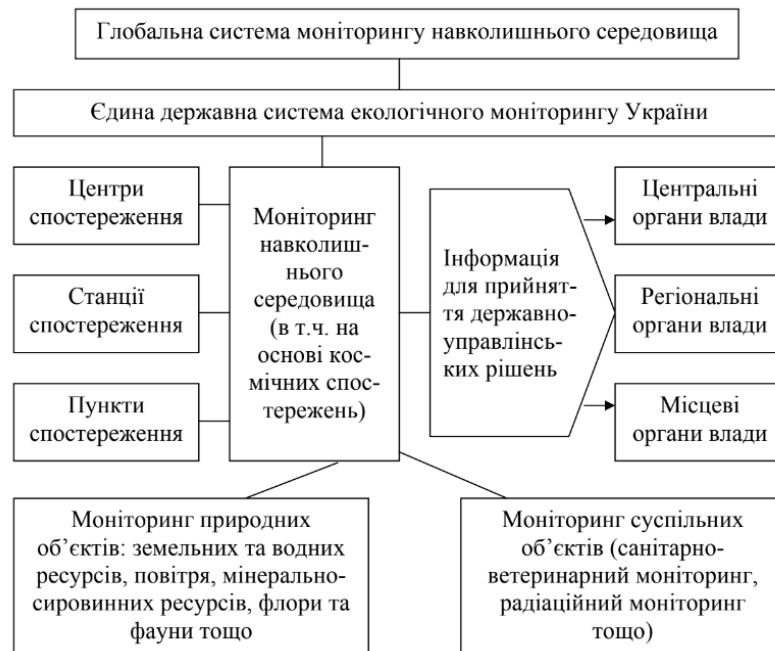 Глобальна система моніторингу навколишнього середовища
Єдина державна система екологічного моніторингу України
Центри
спостереження
Станції
спостереження
Пункти
спостереження
Моніторинг
навколиш-
нього
середовища
(в т.ч. на
основі кос-
мічних спос-
тережень)
Інформація
для прийнят-
тя державно-
управлінсь-
ких рішень
Центральні
органи влади
Регіональні
органи влади
Місцеві
органи влади
Моніторинг природних
об’єктів: земельних та водних
ресурсів, повітря, мінерально-
сировинних ресурсів, флори та
фауни тощо
Моніторинг суспільних
об’єктів (санітарно-
ветеринарний моніторинг,
радіаційний моніторинг
тощо)